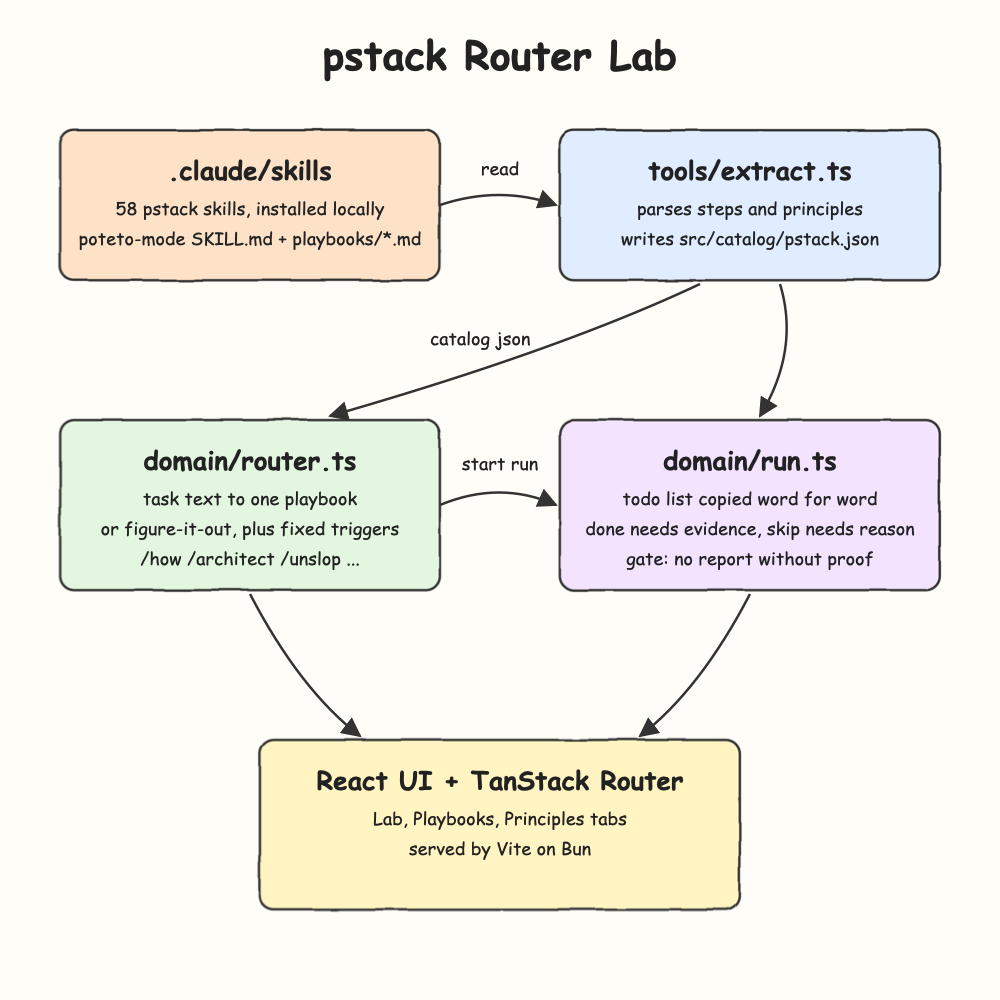 pstack Router Lab
.claude/skills
58 pstack skills, installed locally
poteto-mode SKILL.md + playbooks/*.md
read
tools/extract.ts
parses steps and principles
writes src/catalog/pstack.json
catalog json
domain/router.ts
task text to one playbook
or figure-it-out, plus fixed triggers
/how /architect /unslop ...
start run
domain/run.ts
todo list copied word for word
done needs evidence, skip needs reason
gate: no report without proof
React UI + TanStack Router
Lab, Playbooks, Principles tabs
served by Vite on Bun